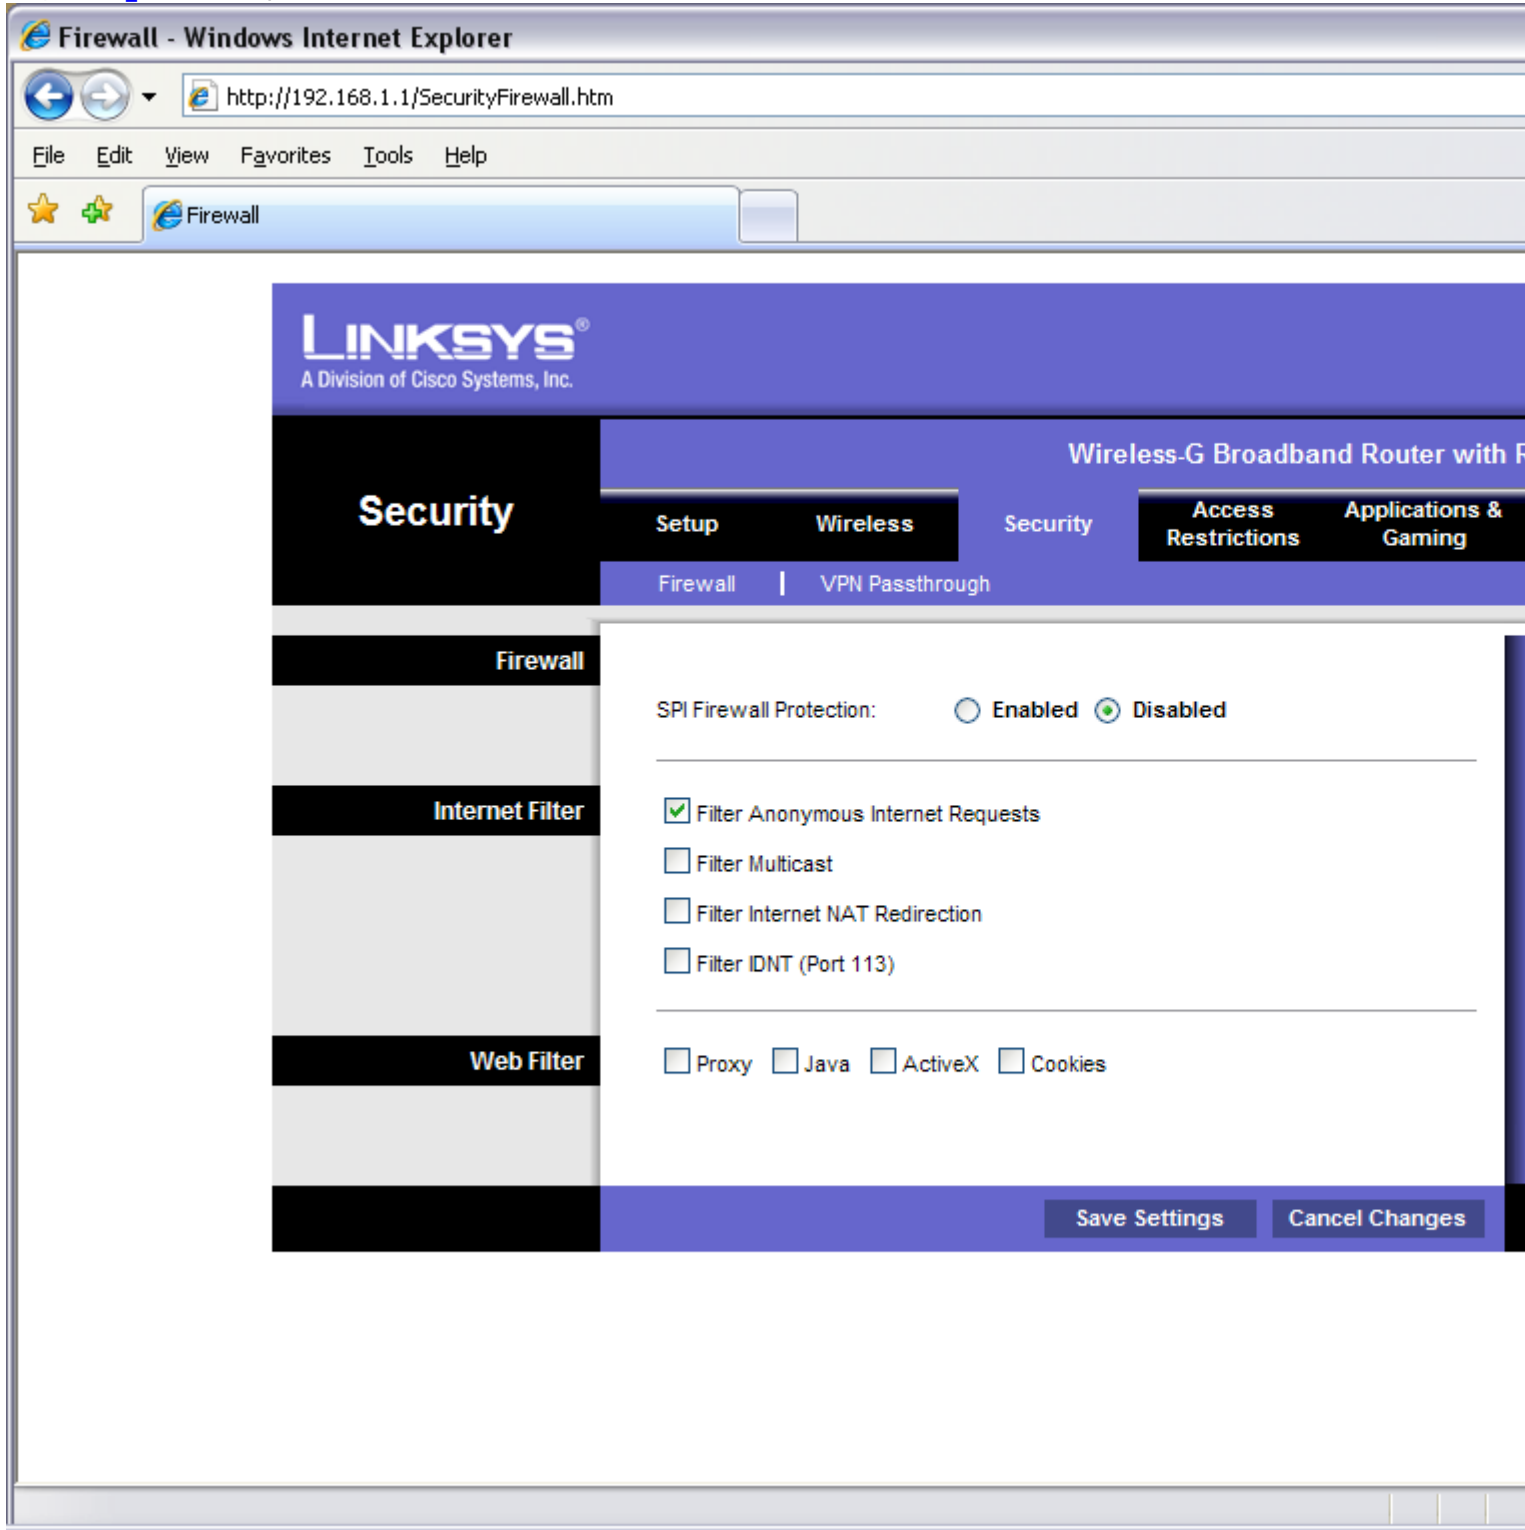 Firewall - Windows Internet Explorer
http://192.168.1.1/SecurityFirewall.htm
File Edit View Favorites Tools Help
Firewall
LINKSYS®
A Division of Cisco Systems, Inc.
Wireless-G Broadband Router with
Security
Setup Wireless Security Access Restrictions Applications & Gaming
Firewall | VPN Passthrough
Firewall
SPI Firewall Protection: Enabled Disabled
Internet Filter
Filter Anonymous Internet Requests
Filter Multicast
Filter Internet NAT Redirection
Filter IDNT (Port 113)
Web Filter
Proxy Java ActiveX Cookies
Save Settings Cancel Changes